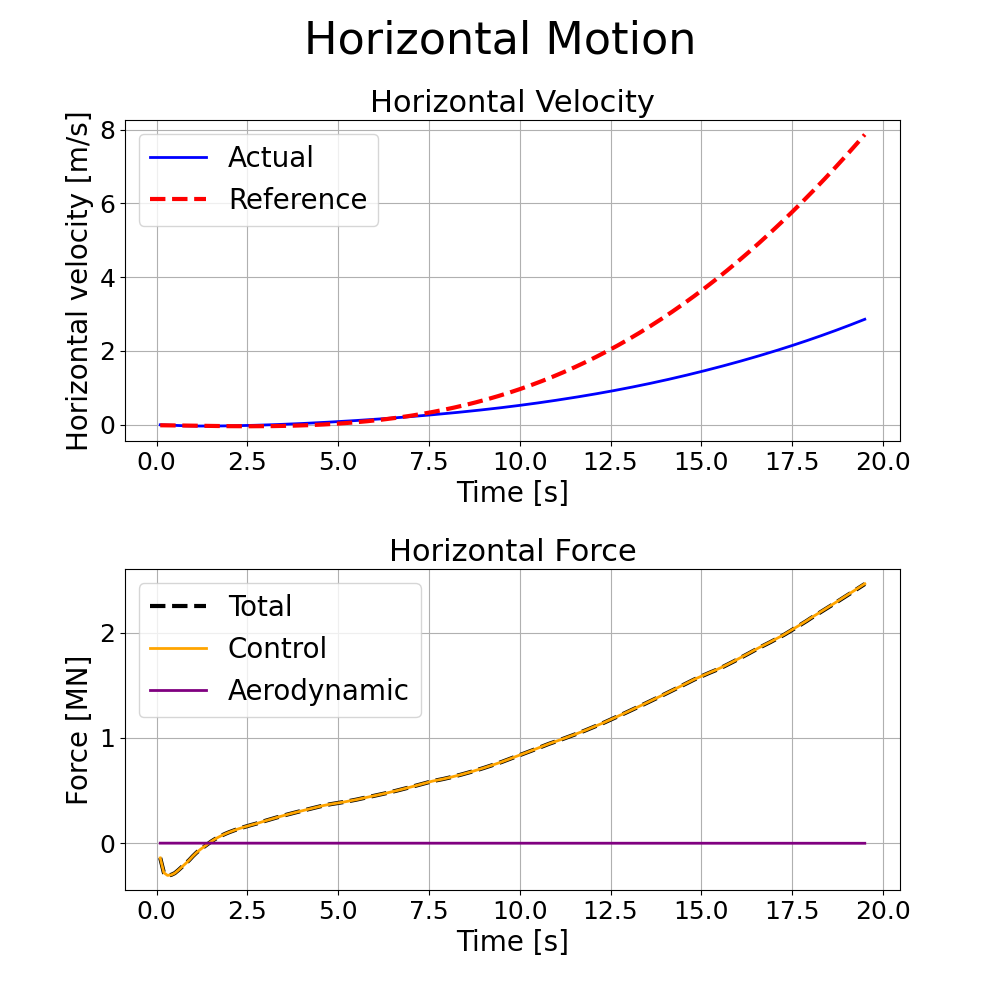 Horizontal Motion
Horizontal Velocity
Horizontal velocity [m/s]
8
6
4
2
0
Actual
Reference
0.0 2.5 5.0 7.5 10.0 12.5 15.0 17.5 20.0
Time [s]
Horizontal Force
Force [MN]
2
1
0
Total
Control
Aerodynamic
0.0 2.5 5.0 7.5 10.0 12.5 15.0 17.5 20.0
Time [s]